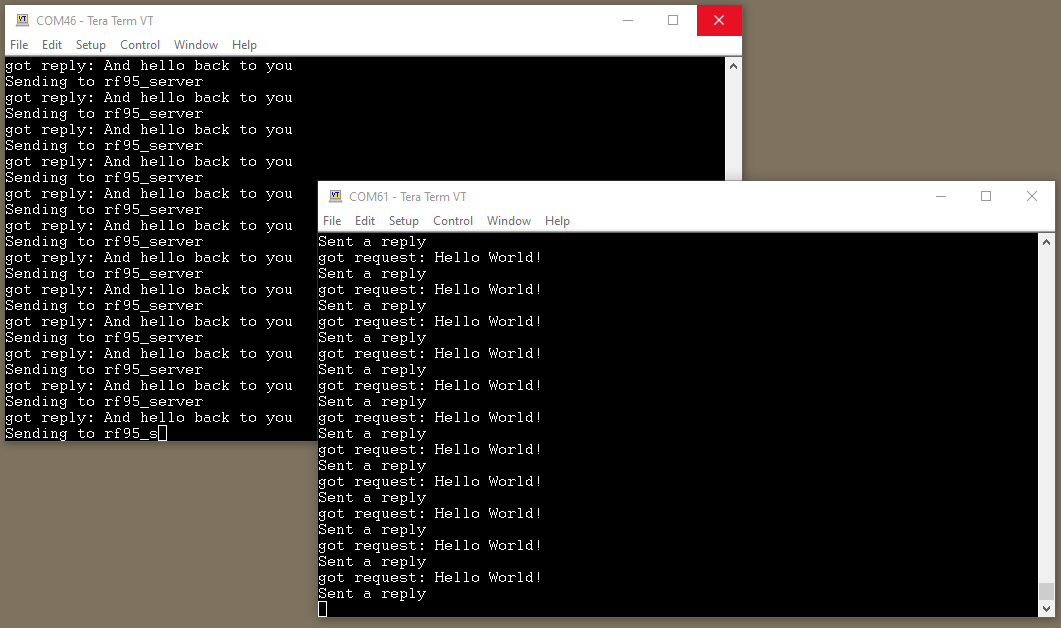 COM46 - Tera Term VT
File Edit Setup Control Window Help
got reply: And hello back to you
Sending to rf95_server
got reply: And hello back to you
Sending to rf95_server
got reply: And hello back to you
Sending to rf95_server
got reply: And hello back to you
Sending to rf95_server
got reply: And hello back to you
Sending to rf95_server
got reply: And hello back to you
Sending to rf95_server
got reply: And hello back to you
Sending to rf95_server
got reply: And hello back to you
Sending to rf95_server
got reply: And hello back to you
Sending to rf95_server
got reply: And hello back to you
Sending to rf95_server
got reply: And hello back to you
Sending to rf95_server
got reply: And hello back to you
Sending to rf95_s
COM61 - Tera Term VT
File Edit Setup Control Window Help
Sent a reply
got request: Hello World!
Sent a reply
got request: Hello World!
Sent a reply
got request: Hello World!
Sent a reply
got request: Hello World!
Sent a reply
got request: Hello World!
Sent a reply
got request: Hello World!
Sent a reply
got request: Hello World!
Sent a reply
got request: Hello World!
Sent a reply
got request: Hello World!
Sent a reply
got request: Hello World!
Sent a reply
got request: Hello World!
Sent a reply